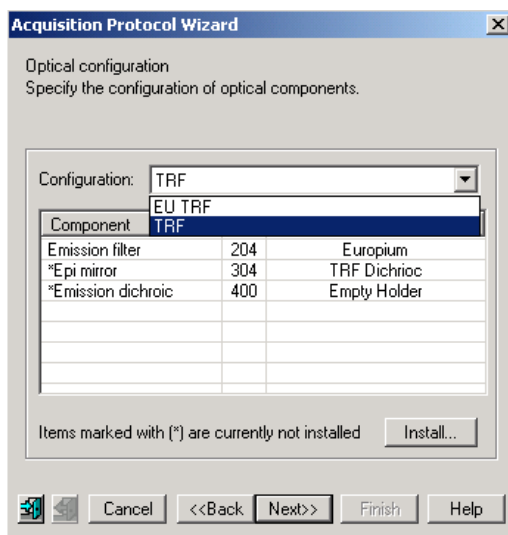 Acquisition Protocol Wizard
Optical configuration
Specify the configuration of optical components.
Configuration: TRF
EU TRF
Component TRF
Emission filter 204 Europium
*Epi mirror 304 TRF Dichrioc
*Emission dichroic 400 Empty Holder
Items marked with (*) are currently not installed Install...
Cancel <<Back Next>> Finish Help